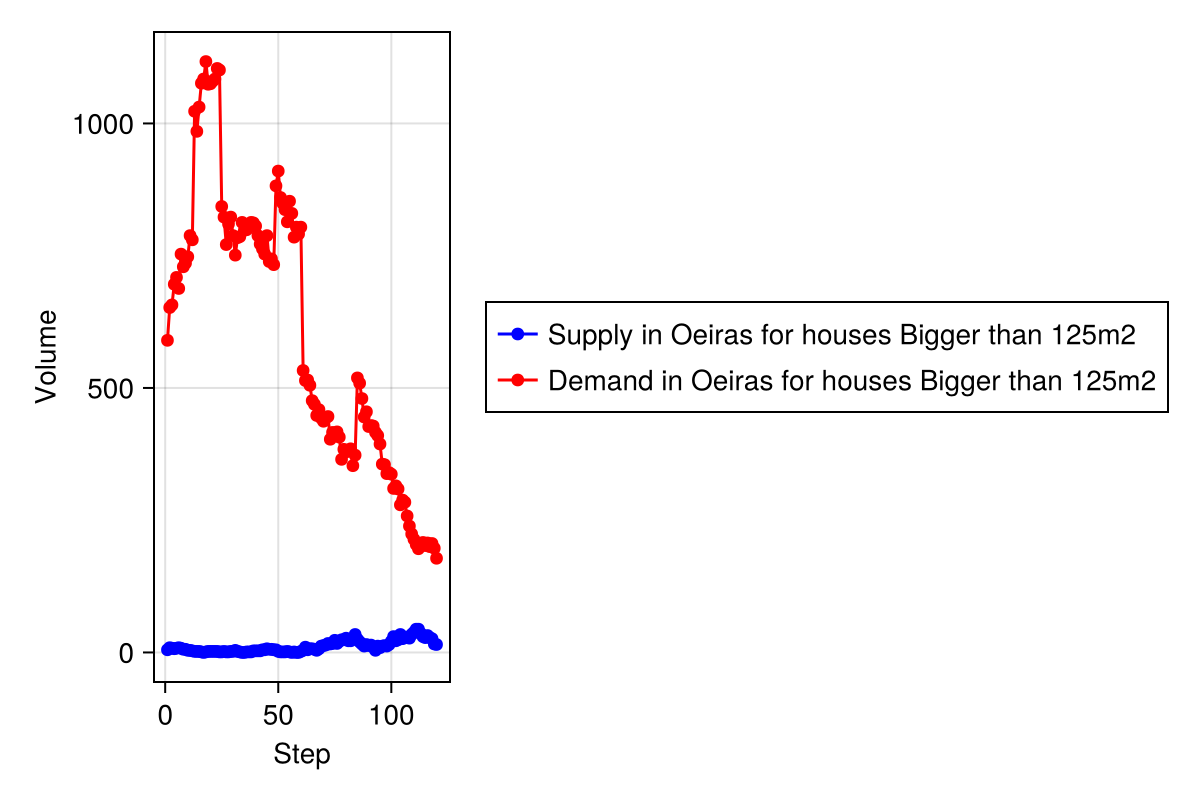 1000
500
0
Volume
0 50 100
Step
Supply in Oeiras for houses Bigger than 125m2
Demand in Oeiras for houses Bigger than 125m2